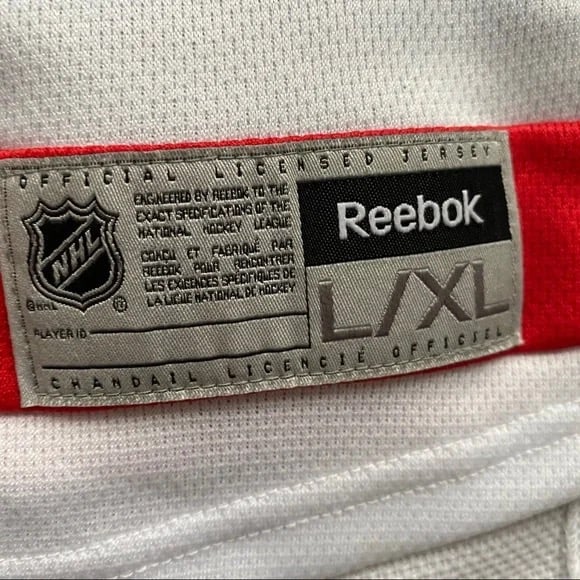 OFFICIAL LICENSED JERSEY
NHL
©NHL ®
ENGINEERED BY REEBOK TO THE
EXACT SPECIFICATIONS OF THE
NATIONAL HOCKEY LEAGUE
CONÇU ET FABRIQUÉ PAR
REEBOK POUR RENCONTRER
LES EXIGENCES SPÉCIFIQUES DE
LA LIGUE NATIONAL DE HOCKEY
PLAYER ID
Reebok
L/XL
CHANDAIL LICENCIÉ OFFICIEL